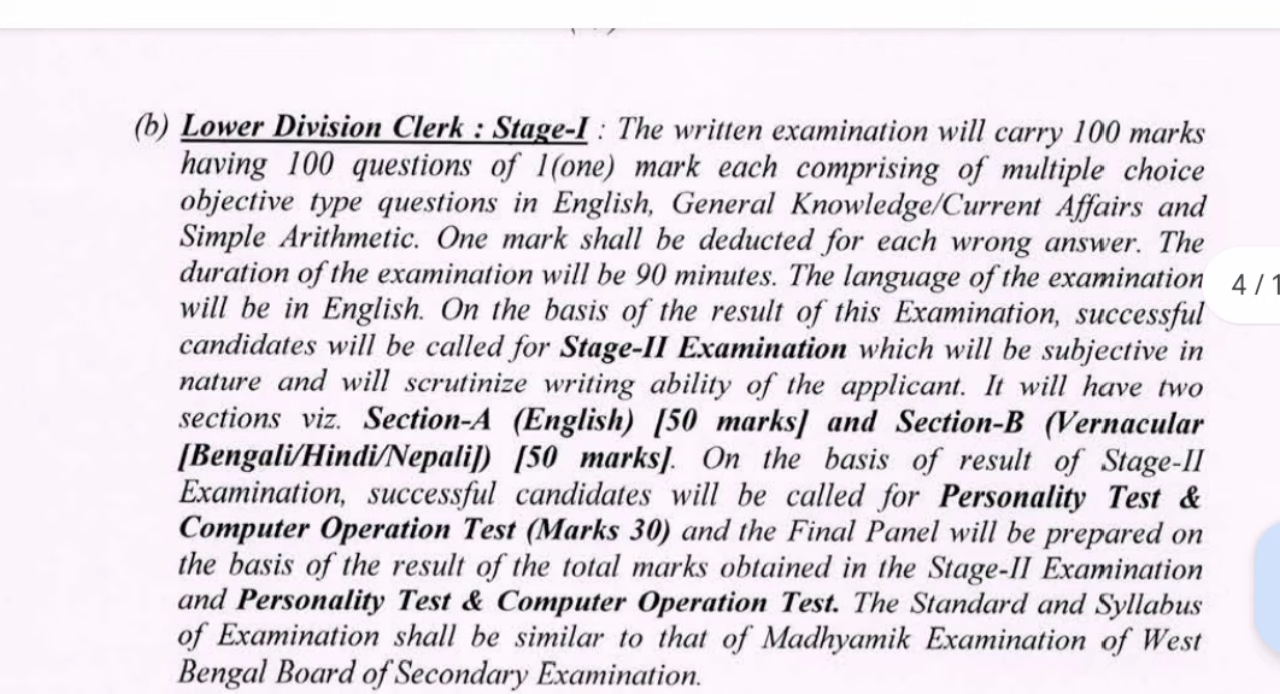 (b) Lower Division Clerk : Stage-I : The written examination will carry 100 marks
having 100 questions of 1(one) mark each comprising of multiple choice
objective type questions in English, General Knowledge/Current Affairs and
Simple Arithmetic. One mark shall be deducted for each wrong answer. The
duration of the examination will be 90 minutes. The language of the examination
will be in English. On the basis of the result of this Examination, successful
candidates will be called for Stage-II Examination which will be subjective in
nature and will scrutinize writing ability of the applicant. It will have two
sections viz. Section-A (English) [50 marks] and Section-B (Vernacular
[Bengali/Hindi/Nepali]) [50 marks]. On the basis of result of Stage-II
Examination, successful candidates will be called for Personality Test &
Computer Operation Test (Marks 30) and the Final Panel will be prepared on
the basis of the result of the total marks obtained in the Stage-II Examination
and Personality Test & Computer Operation Test. The Standard and Syllabus
of Examination shall be similar to that of Madhyamik Examination of West
Bengal Board of Secondary Examination.
4 / 1